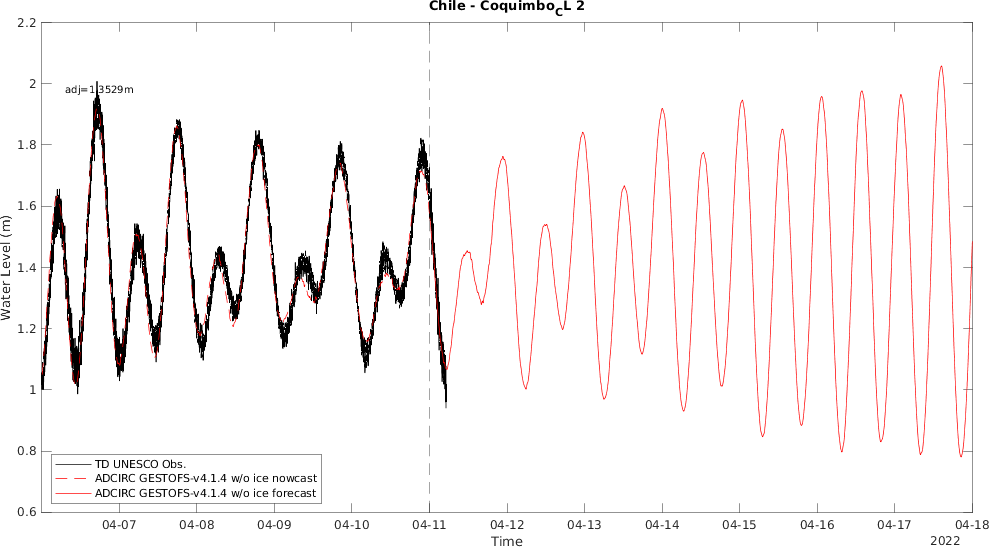 Chile - Coquimbo_CL 2
2.2
2
1.8
1.6
1.4
1.2
1
0.8
0.6
Water Level (m)
adj=1.3529m
TD UNESCO Obs.
ADCIRC GESTOFS-v4.1.4 w/o ice nowcast
ADCIRC GESTOFS-v4.1.4 w/o ice forecast
04-07 04-08 04-09 04-10 04-11 04-12 04-13 04-14 04-15 04-16 04-17 04-18
Time
2022